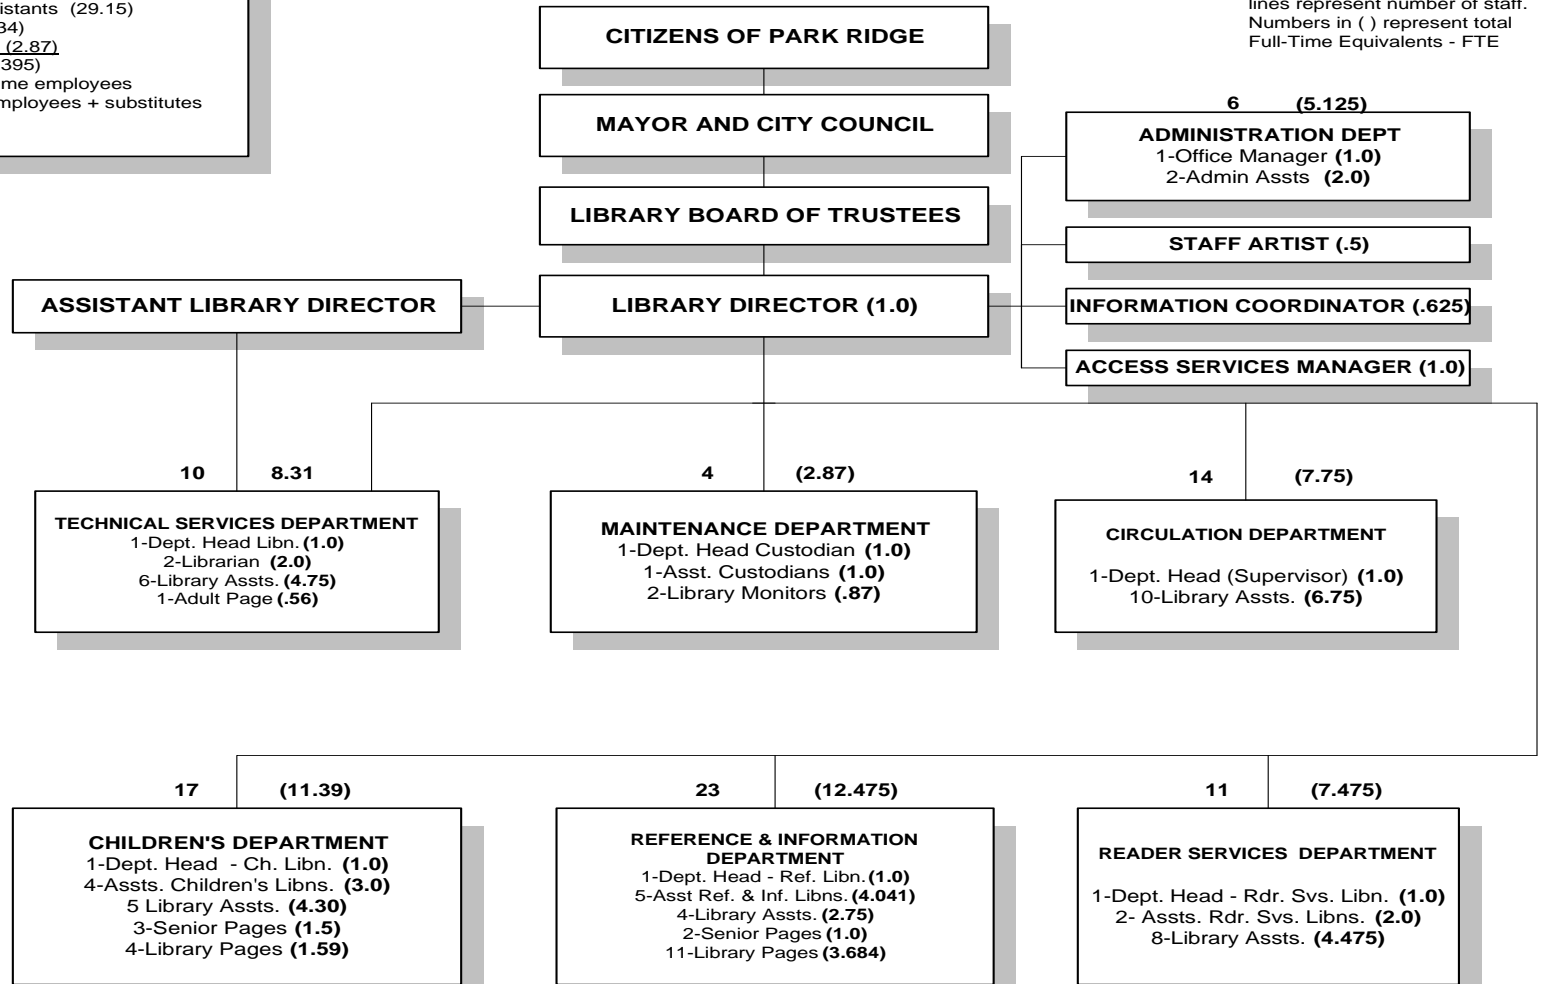 (29.15)
(2.87)
employees
employees + substitutes
lines represent number of staff.
Numbers in ( ) represent total
Full-Time Equivalents - FTE
CITIZENS OF PARK RIDGE
MAYOR AND CITY COUNCIL
LIBRARY BOARD OF TRUSTEES
6 (5.125)
ADMINISTRATION DEPT
1-Office Manager (1.0)
2-Admin Assts (2.0)
STAFF ARTIST (.5)
ASSISTANT LIBRARY DIRECTOR
LIBRARY DIRECTOR (1.0)
INFORMATION COORDINATOR (.625)
ACCESS SERVICES MANAGER (1.0)
10 8.31
TECHNICAL SERVICES DEPARTMENT
1-Dept. Head Libn. (1.0)
2-Librarian (2.0)
6-Library Assts. (4.75)
1-Adult Page (.56)
4 (2.87)
MAINTENANCE DEPARTMENT
1-Dept. Head Custodian (1.0)
1-Asst. Custodians (1.0)
2-Library Monitors (.87)
14 (7.75)
CIRCULATION DEPARTMENT
1-Dept. Head (Supervisor) (1.0)
10-Library Assts. (6.75)
17 (11.39)
CHILDREN'S DEPARTMENT
1-Dept. Head - Ch. Libn. (1.0)
4-Assts. Children's Libns. (3.0)
5 Library Assts. (4.30)
3-Senior Pages (1.5)
4-Library Pages (1.59)
23 (12.475)
REFERENCE & INFORMATION
DEPARTMENT
1-Dept. Head - Ref. Libn. (1.0)
5-Asst Ref. & Inf. Libns. (4.041)
4-Library Assts. (2.75)
2-Senior Pages (1.0)
11-Library Pages (3.684)
11 (7.475)
READER SERVICES DEPARTMENT
1-Dept. Head - Rdr. Svs. Libn. (1.0)
2- Assts. Rdr. Svs. Libns. (2.0)
8-Library Assts. (4.475)